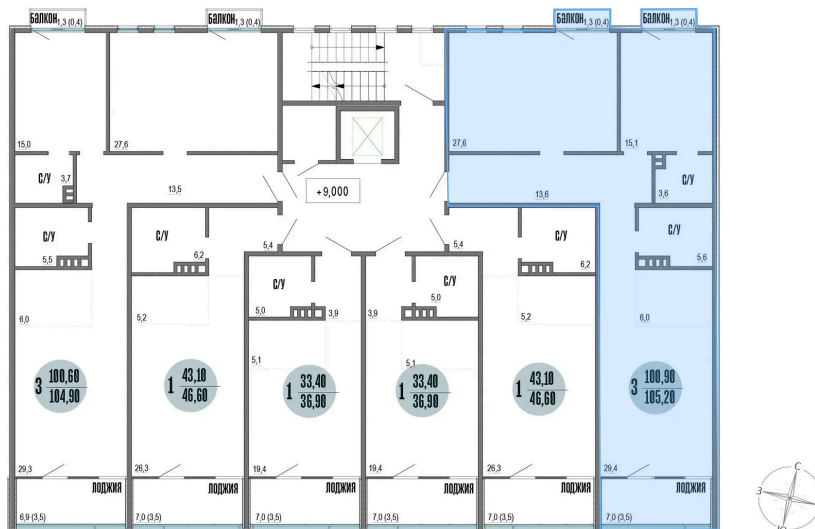 БАЛКОН 1,3 (0,4)
БАЛКОН 1,3 (0,4)
БАЛКОН 1,3 (0,4)
БАЛКОН 1,3 (0,4)
15,0
27,6
27,6
15,1
С/У
3,7
13,5
+9,000
13,6
3,6
С/У
С/У
5,5
С/У
6,2
5,4
5,4
С/У
6,2
С/У
5,6
С/У
5,0
3,9
3,9
С/У
5,0
6,0
5,2
5,1
5,1
5,2
6,0
3 100,60
104,90
1 43,10
46,60
1 33,40
36,90
1 33,40
36,90
1 43,10
46,60
3 100,90
105,20
29,3
26,3
19,4
19,4
26,3
29,4
ЛОДЖИЯ
ЛОДЖИЯ
ЛОДЖИЯ
ЛОДЖИЯ
ЛОДЖИЯ
ЛОДЖИЯ
6,9 (3,5)
7,0 (3,5)
7,0 (3,5)
7,0 (3,5)
7,0 (3,5)
7,0 (3,5)
С
З